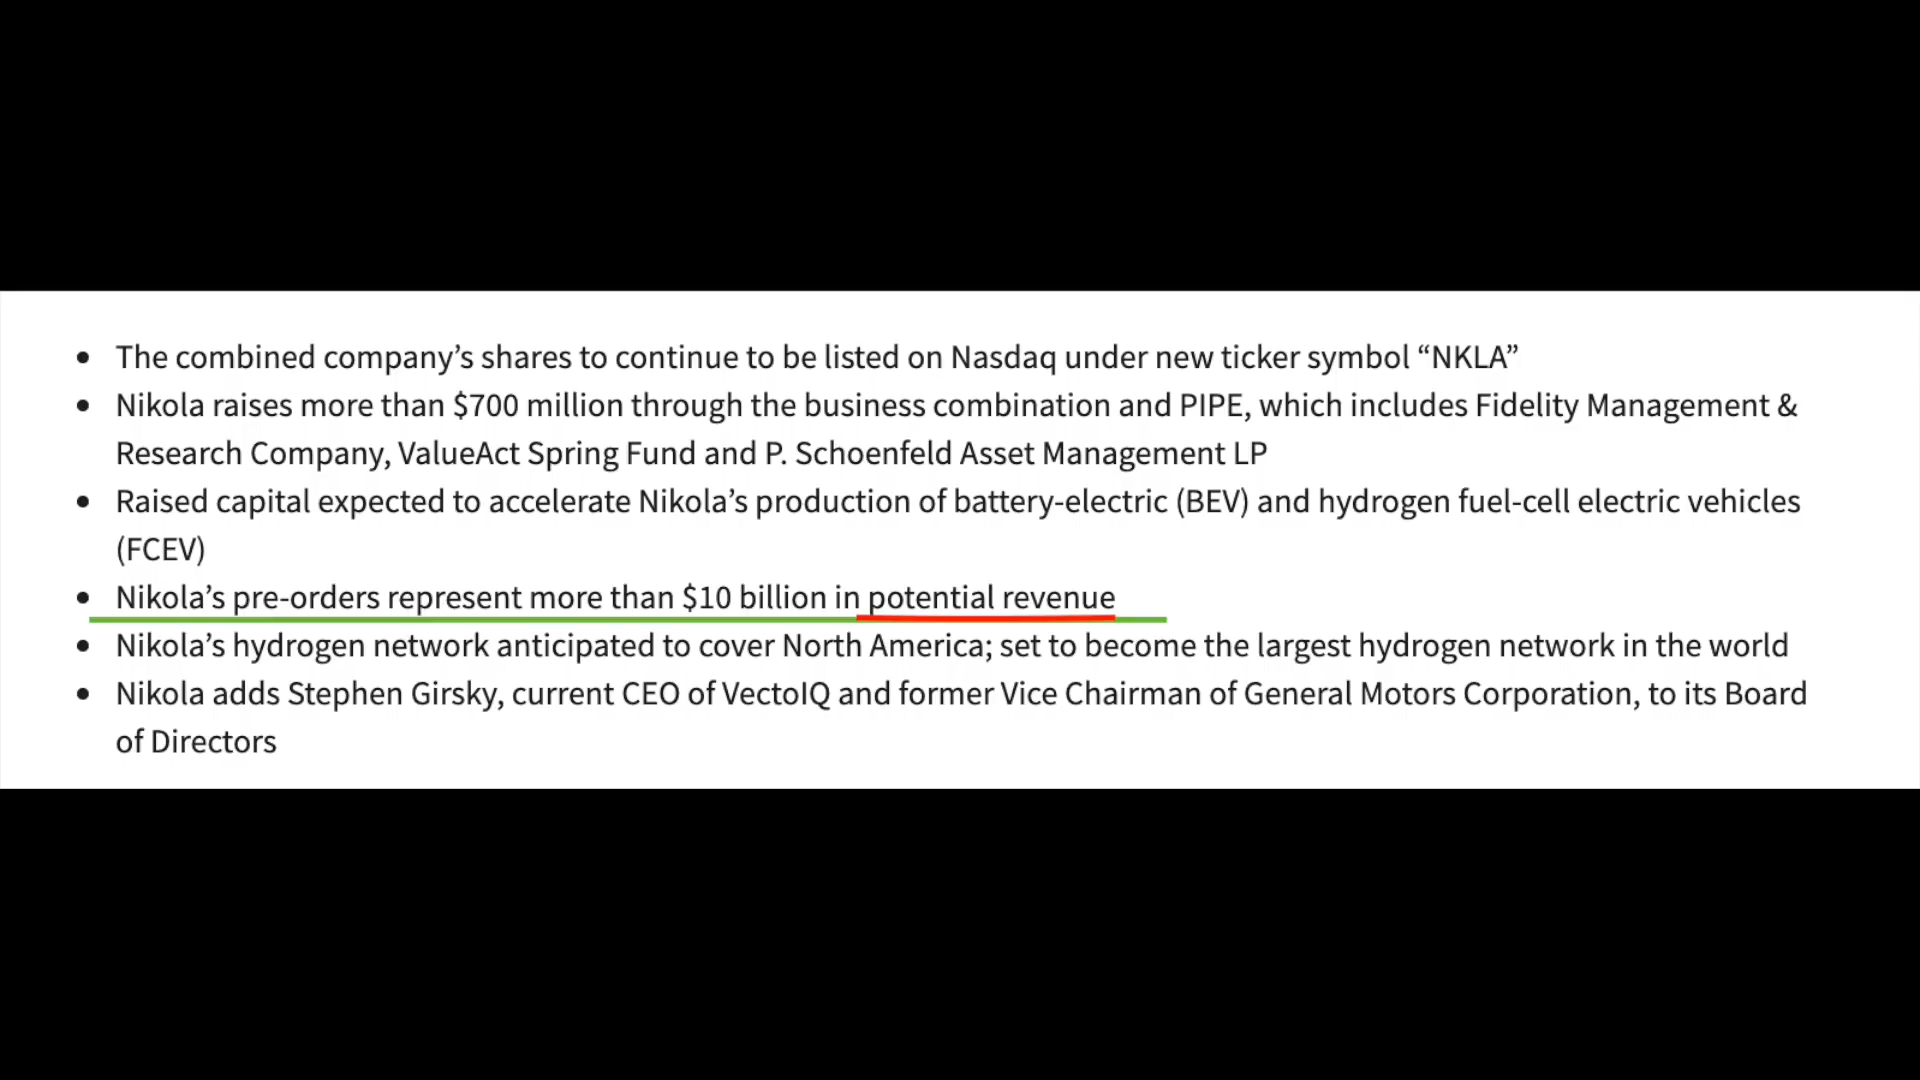 • The combined company’s shares to continue to be listed on Nasdaq under new ticker symbol “NKLA”
• Nikola raises more than $700 million through the business combination and PIPE, which includes Fidelity Management &
Research Company, ValueAct Spring Fund and P. Schoenfeld Asset Management LP
• Raised capital expected to accelerate Nikola’s production of battery-electric (BEV) and hydrogen fuel-cell electric vehicles
(FCEV)
• Nikola’s pre-orders represent more than $10 billion in potential revenue
• Nikola’s hydrogen network anticipated to cover North America; set to become the largest hydrogen network in the world
• Nikola adds Stephen Girsky, current CEO of VectoIQ and former Vice Chairman of General Motors Corporation, to its Board
of Directors